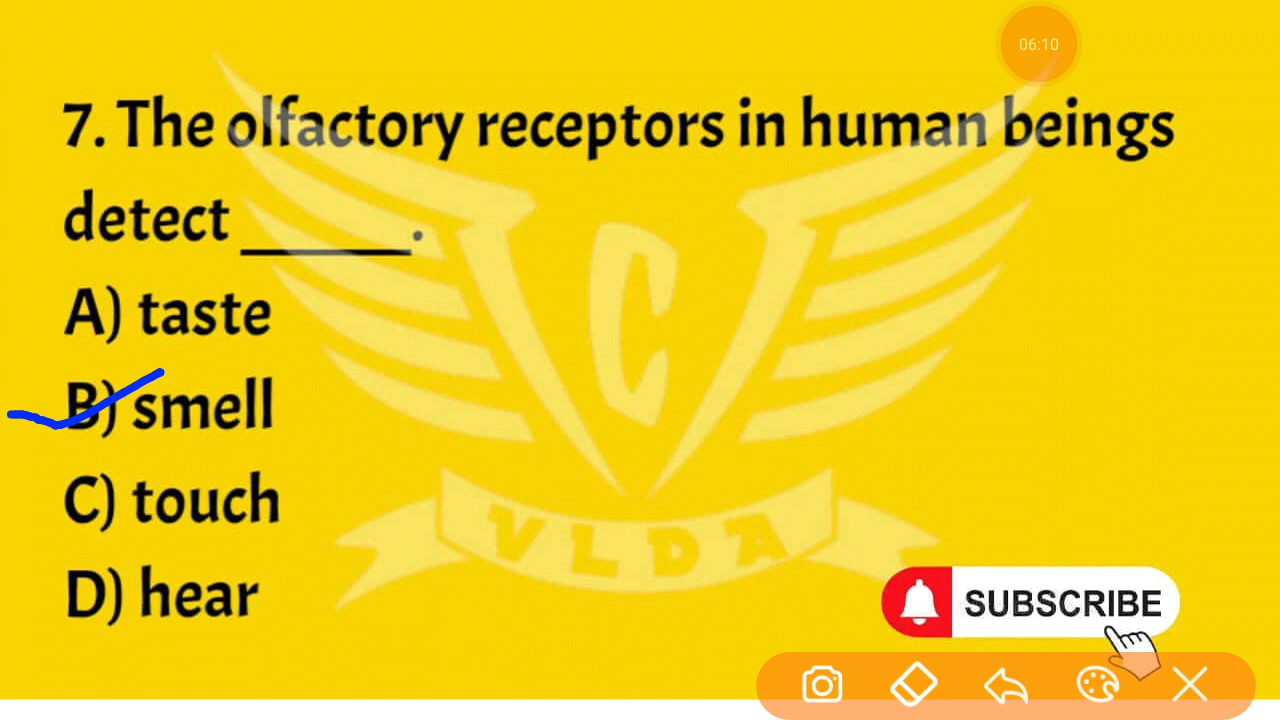 06:10
7. The olfactory receptors in human beings
detect ______.
A) taste
B) smell
C) touch
D) hear
C
VLDA
SUBSCRIBE